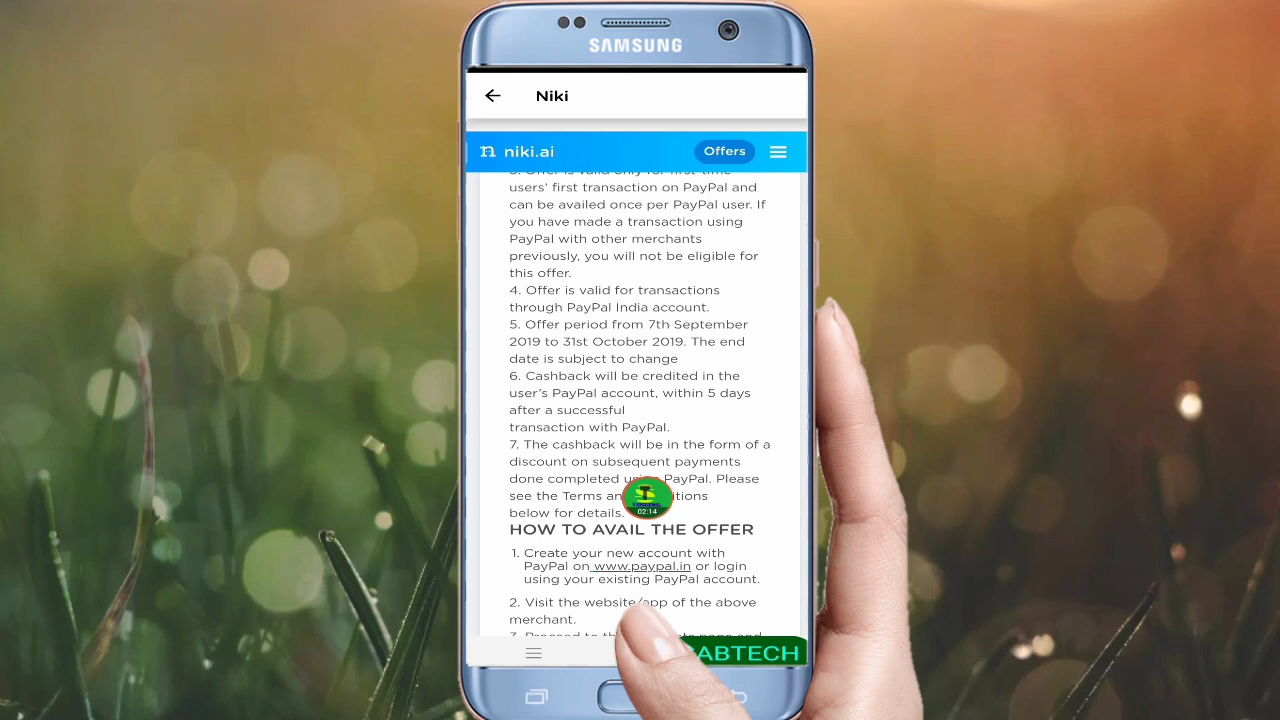 SAMSUNG
Niki
niki.ai
Offers
users' first transaction on PayPal and
can be availed once per PayPal user. If
you have made a transaction using
PayPal with other merchants
previously, you will not be eligible for
this offer.
4. Offer is valid for transactions
through PayPal India account.
5. Offer period from 7th September
2019 to 31st October 2019. The end
date is subject to change
6. Cashback will be credited in the
user's PayPal account, within 5 days
after a successful
transaction with PayPal.
7. The cashback will be in the form of a
discount on subsequent payments
done completed PayPal. Please
see the Terms
below for details.
02:14
HOW TO AVAIL THE OFFER
1. Create your new account with
PayPal on www.paypal.in or login
using your existing PayPal account.
2. Visit the website/app of the above
merchant.